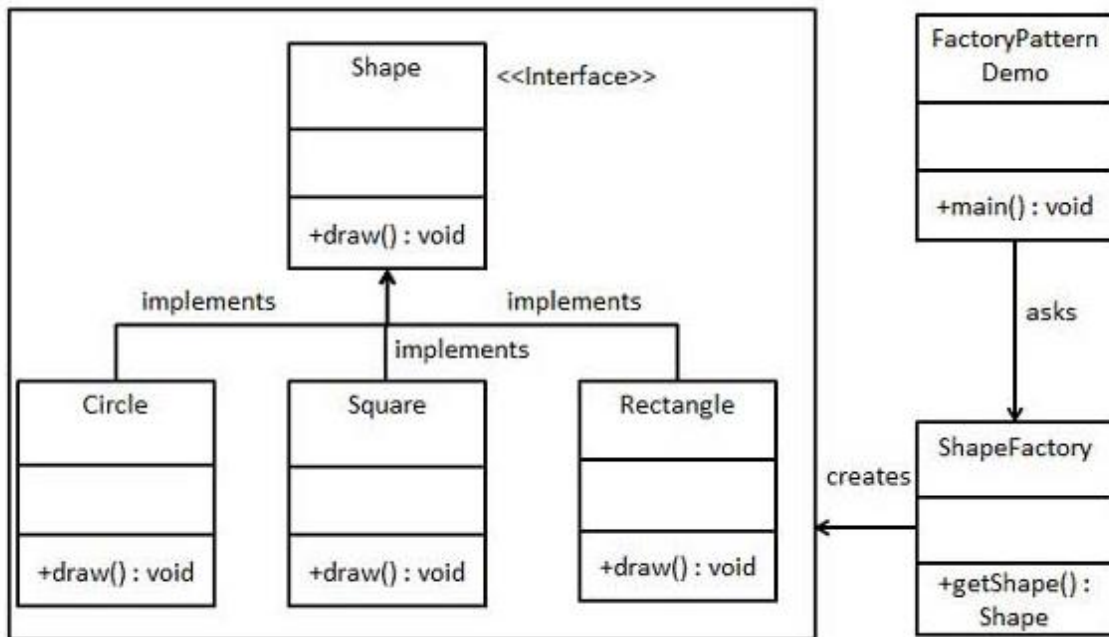 Shape
<<Interface>>
+draw() : void
implements
implements
implements
Circle
+draw() : void
Square
+draw() : void
Rectangle
+draw() : void
FactoryPattern
Demo
+main() : void
asks
ShapeFactory
+getShape() :
Shape
creates